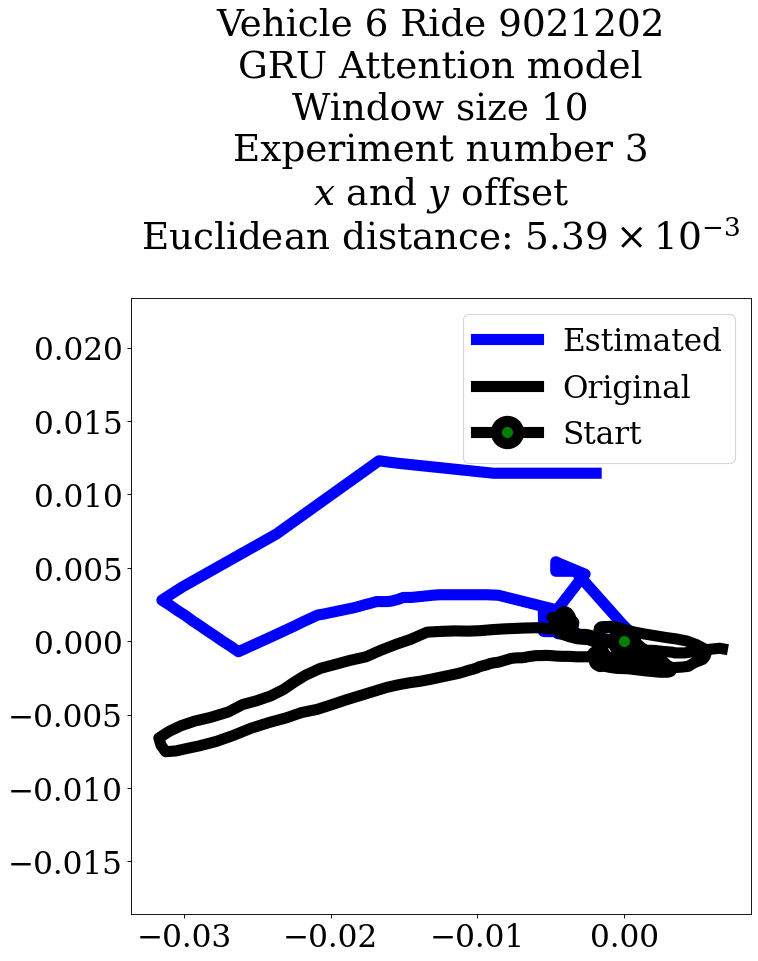 Vehicle 6 Ride 9021202
GRU Attention model
Window size 10
Experiment number 3
x and y offset
Euclidean distance: 5.39 × 10⁻³
Estimated
Original
Start
0.020
0.015
0.010
0.005
0.000
−0.005
−0.010
−0.015
−0.03 −0.02 −0.01 0.00